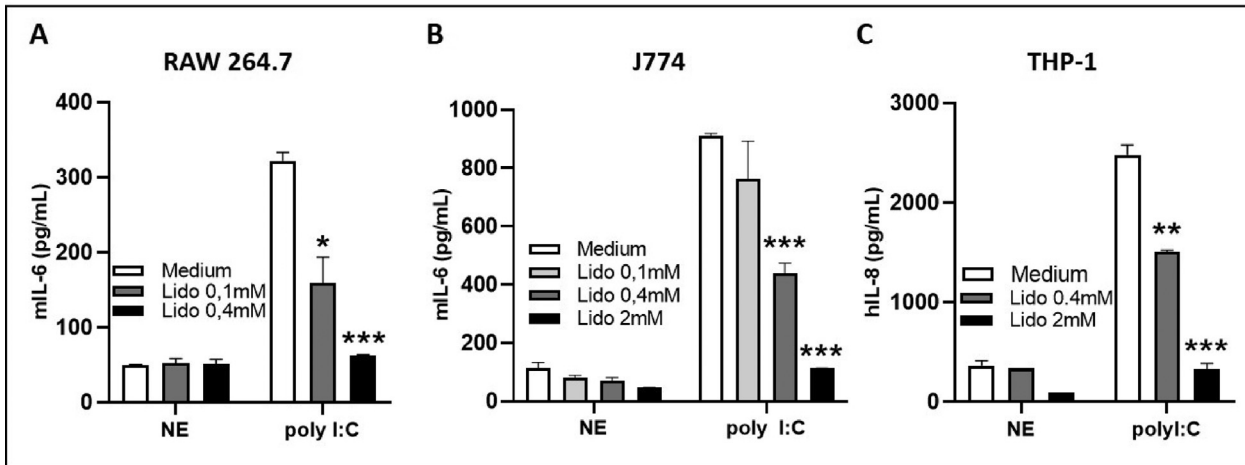 A
RAW 264.7
400
300
200
100
0
mIL-6 (pg/mL)
Medium
Lido 0,1mM
Lido 0,4mM
*
***
NE
poly I:C
B
J774
1000
800
600
400
200
0
mIL-6 (pg/mL)
Medium
Lido 0,1mM
Lido 0,4mM
Lido 2mM
***
***
NE
poly I:C
C
THP-1
3000
2000
1000
0
hIL-8 (pg/mL)
Medium
Lido 0.4mM
Lido 2mM
**
***
NE
polyI:C